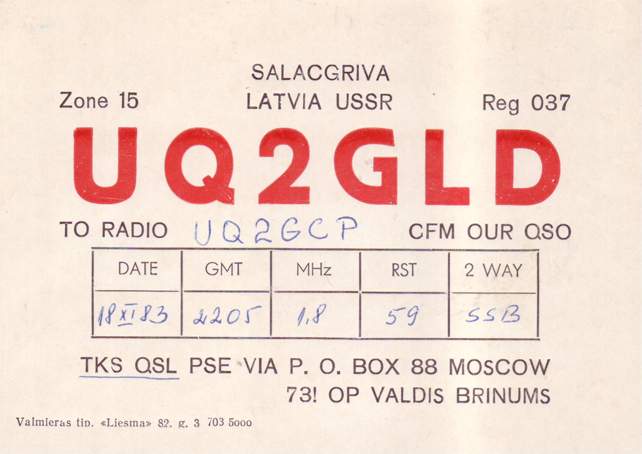 SALACGRIVA
Zone 15 LATVIA USSR Reg 037
UQ2GLD
TO RADIO UQ2GCP CFM OUR QSO
DATE GMT MHz RST 2 WAY
18 XI 83 2205 1,8 59 SSB
TKS QSL PSE VIA P. O. BOX 88 MOSCOW
73! OP VALDIS BRINUMS
Valmieras tip. «Liesma» 82. g. 3 703 5000